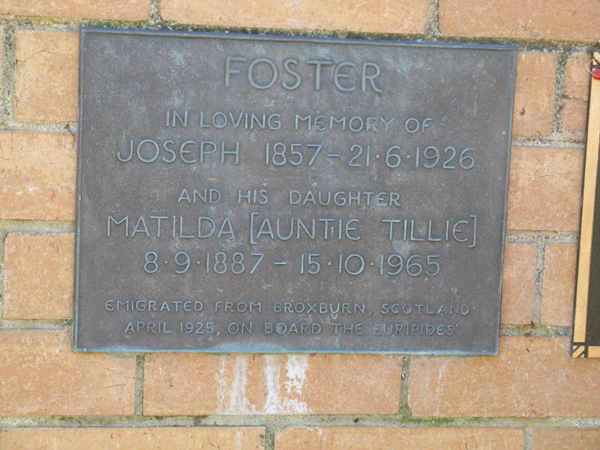 FOSTER
IN LOVING MEMORY OF
JOSEPH 1857 - 21·6·1926
AND HIS DAUGHTER
MATILDA [AUNTIE TILLIE]
8·9·1887 - 15·10·1965
EMIGRATED FROM BROXBURN, SCOTLAND
APRIL 1925, ON BOARD THE 'EURIPIDES'